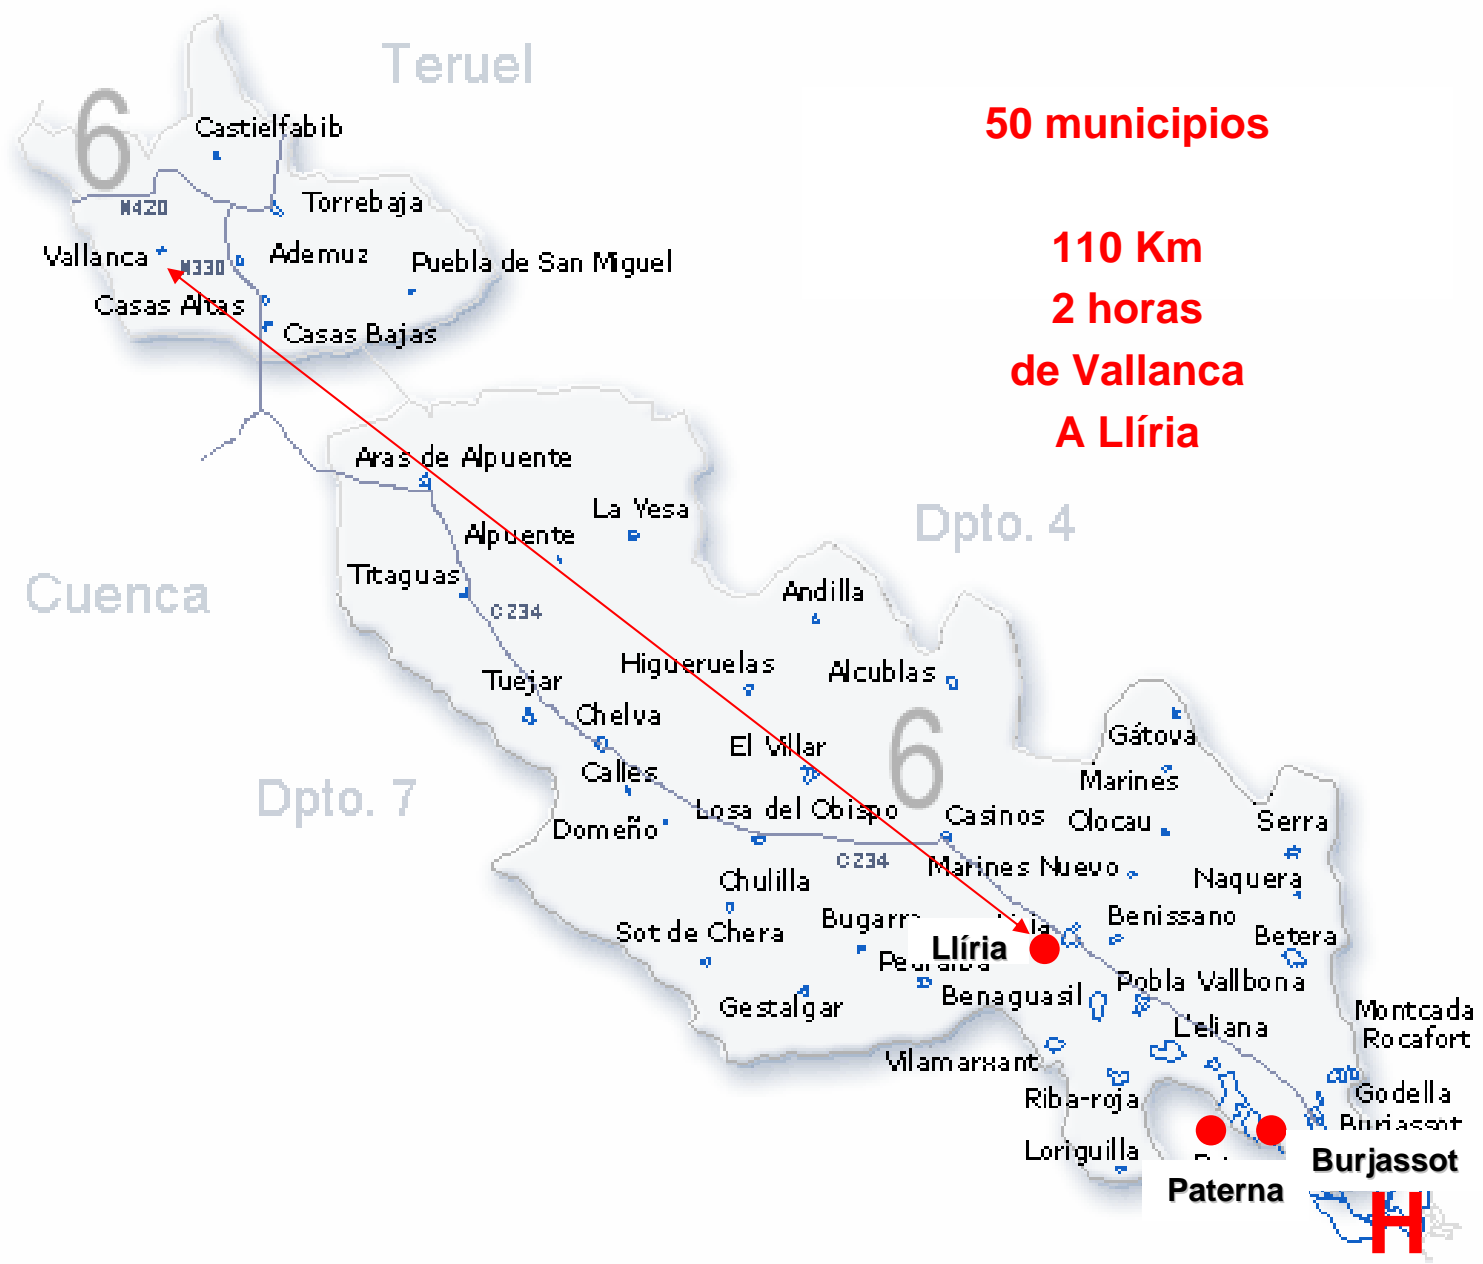 Teruel
6
Castielfabib
50 municipios
N420
Torrebaja
Vallanca
N330
Ademuz
Puebla de San Miguel
110 Km
Casas Altas
2 horas
Casas Bajas
de Vallanca
A Llíria
Aras de Alpuente
La Yesa
Dpto. 4
Alpuente
Titaguas
Cuenca
Andilla
C234
Higueruelas
Alcublas
Tuejar
Chelva
El Villar
6
Gátova
Calles
Marines
Dpto. 7
Losa del Obispo
Casinos
Olocau
Serra
Domeño
C234
Marines Nuevo
Naquera
Chulilla
Bugarra
Benissano
Sot de Chera
Betera
Llíria
Pedralba
Pobla Vallbona
Benaguasil
Gestalgar
Montcada
L'eliana
Rocafort
Vilamarxant
Riba-roja
Godella
Burjassot
Loriguilla
Burjassot
Paterna
H